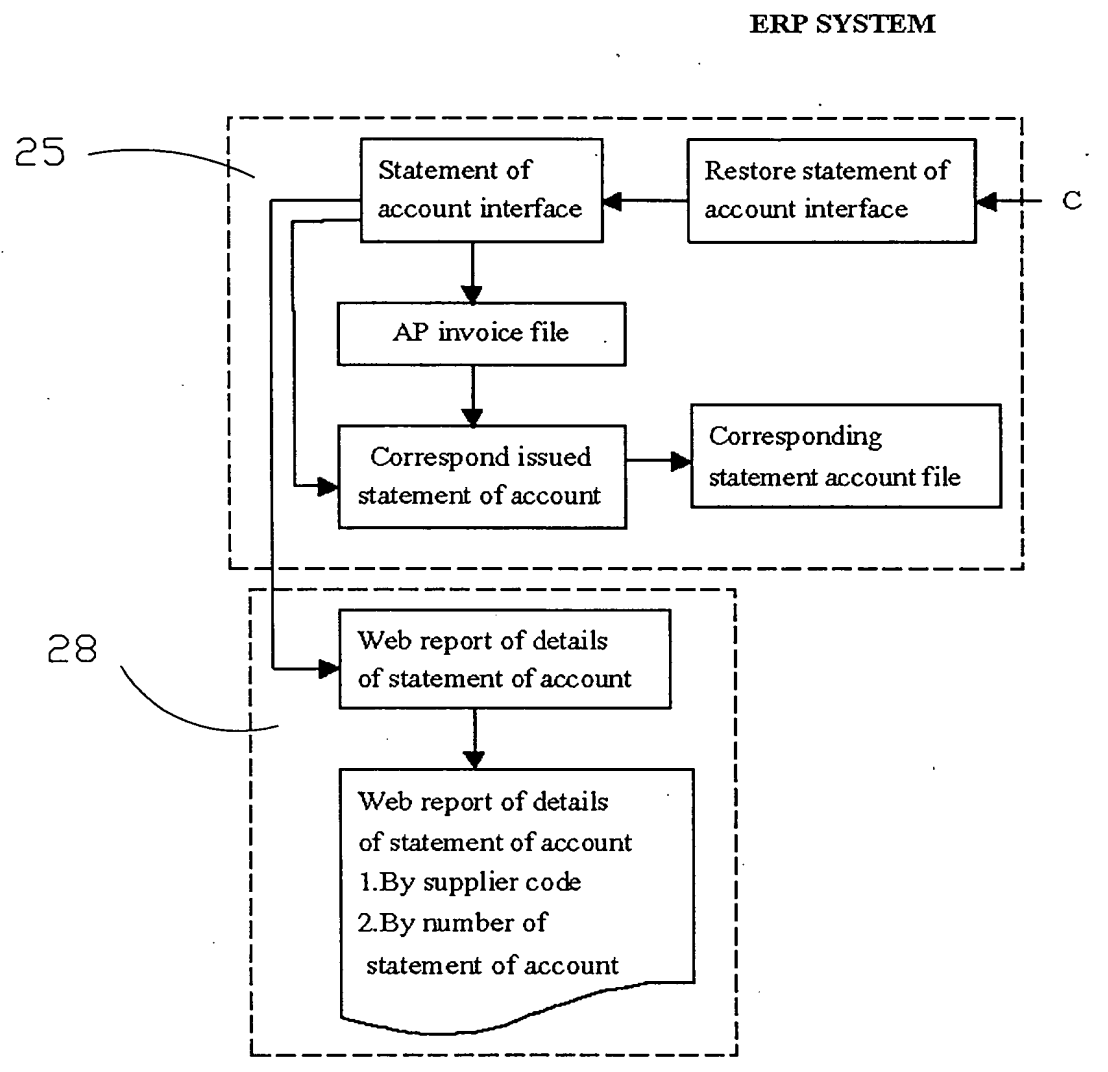 ERP SYSTEM
25
Statement of
account interface
Restore statement of
account interface
C
AP invoice file
Correspond issued
statement of account
Corresponding
statement account file
28
Web report of details
of statement of account
Web report of details
of statement of account
1.By supplier code
2.By number of
statement of account